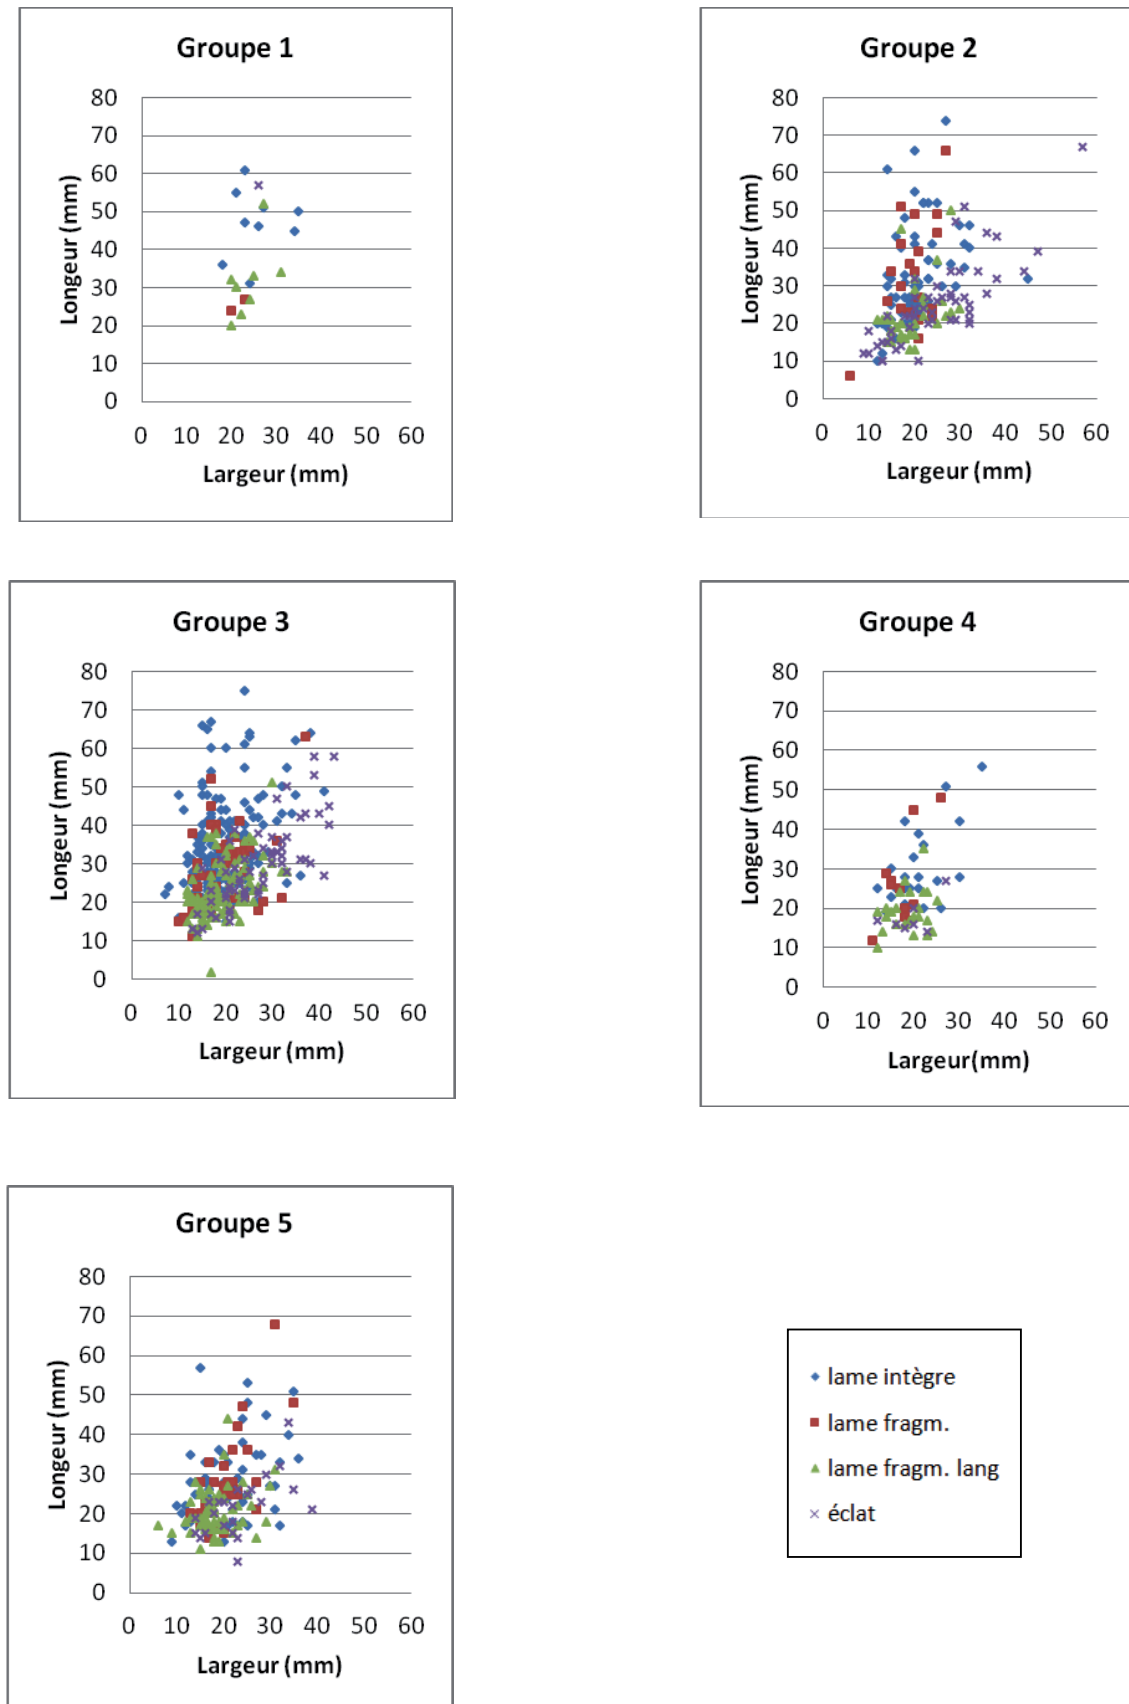 Groupe 1
80
70
60
50
40
30
20
10
0
Longeur (mm)
0 10 20 30 40 50 60
Largeur (mm)
Groupe 2
80
70
60
50
40
30
20
10
0
Longeur (mm)
0 10 20 30 40 50 60
Largeur (mm)
Groupe 3
80
70
60
50
40
30
20
10
0
Longeur (mm)
0 10 20 30 40 50 60
Largeur (mm)
Groupe 4
80
70
60
50
40
30
20
10
0
Longeur (mm)
0 10 20 30 40 50 60
Largeur(mm)
Groupe 5
80
70
60
50
40
30
20
10
0
Longeur (mm)
0 10 20 30 40 50 60
Largeur (mm)
lame intègre
lame fragm.
lame fragm. lang
éclat